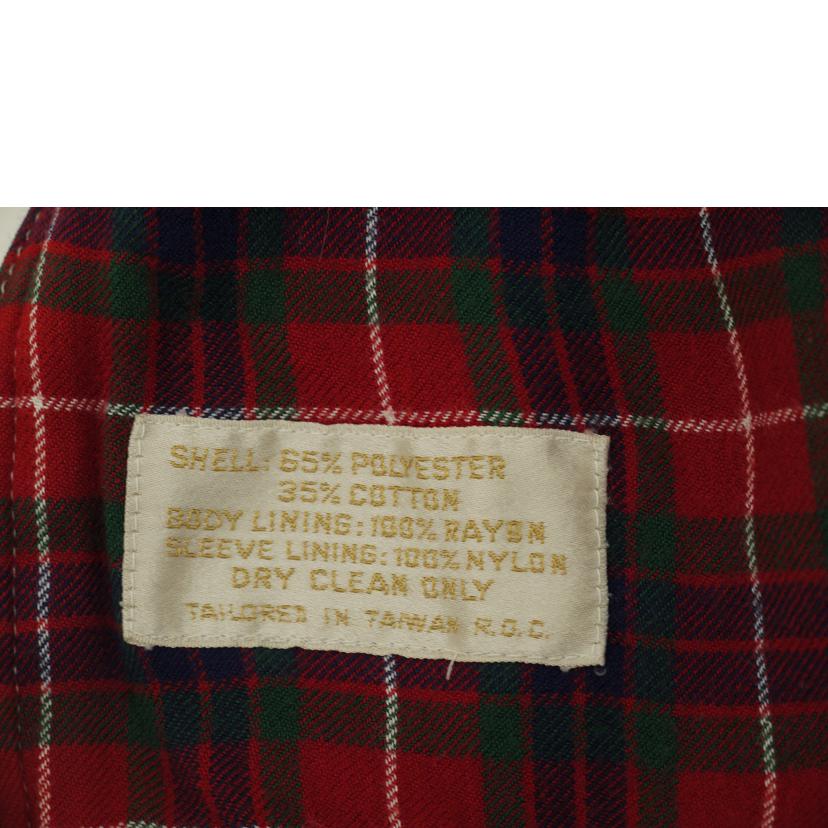 SHELL: 65% POLYESTER
35% COTTON
BODY LINING: 100% RAYON
SLEEVE LINING: 100% NYLON
DRY CLEAN ONLY
TAILORED IN TAIWAN R.O.C.